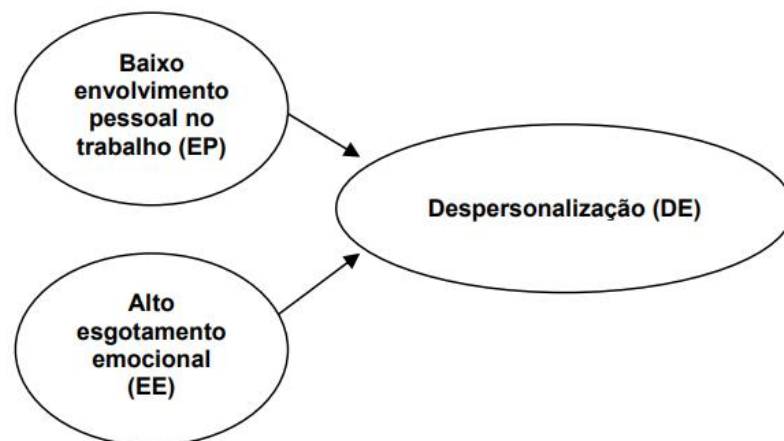 Baixo
envolvimento
pessoal no
trabalho (EP)
Despersonalização (DE)
Alto
esgotamento
emocional
(EE)